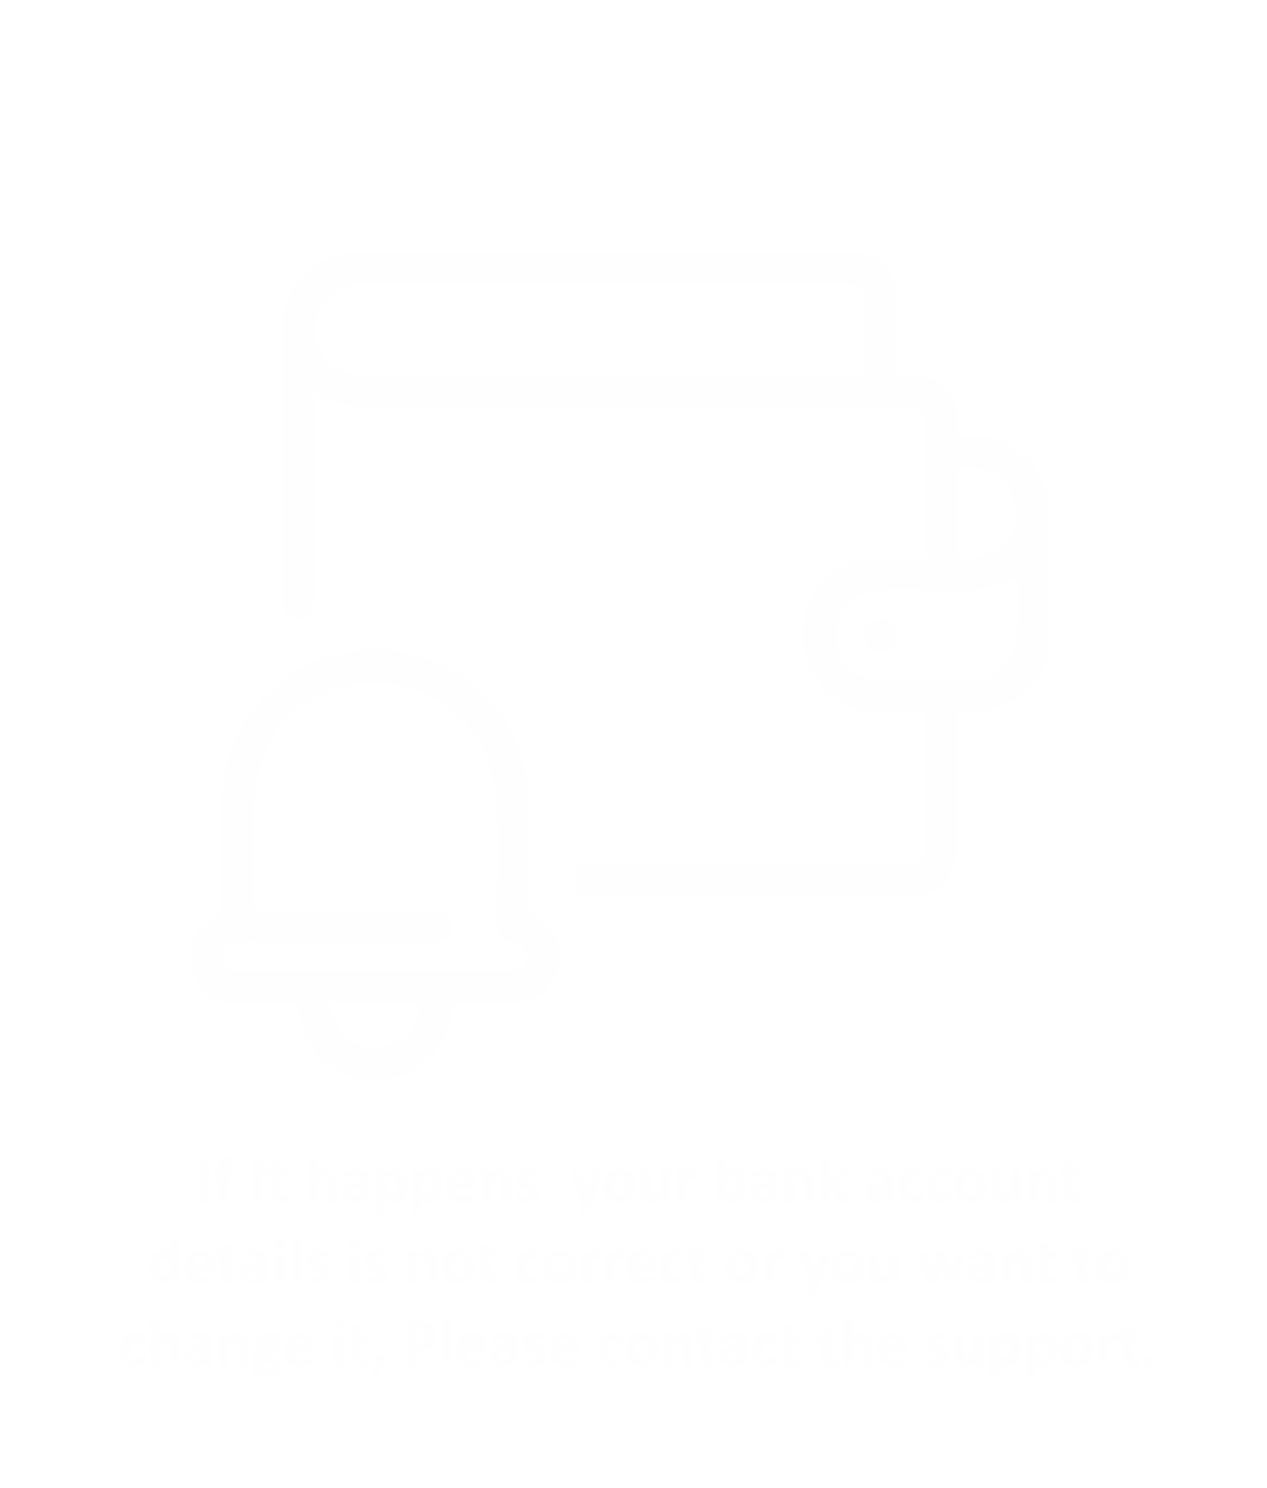 If it happens, your bank account
details is not correct or you want to
change it. Please contact the support.